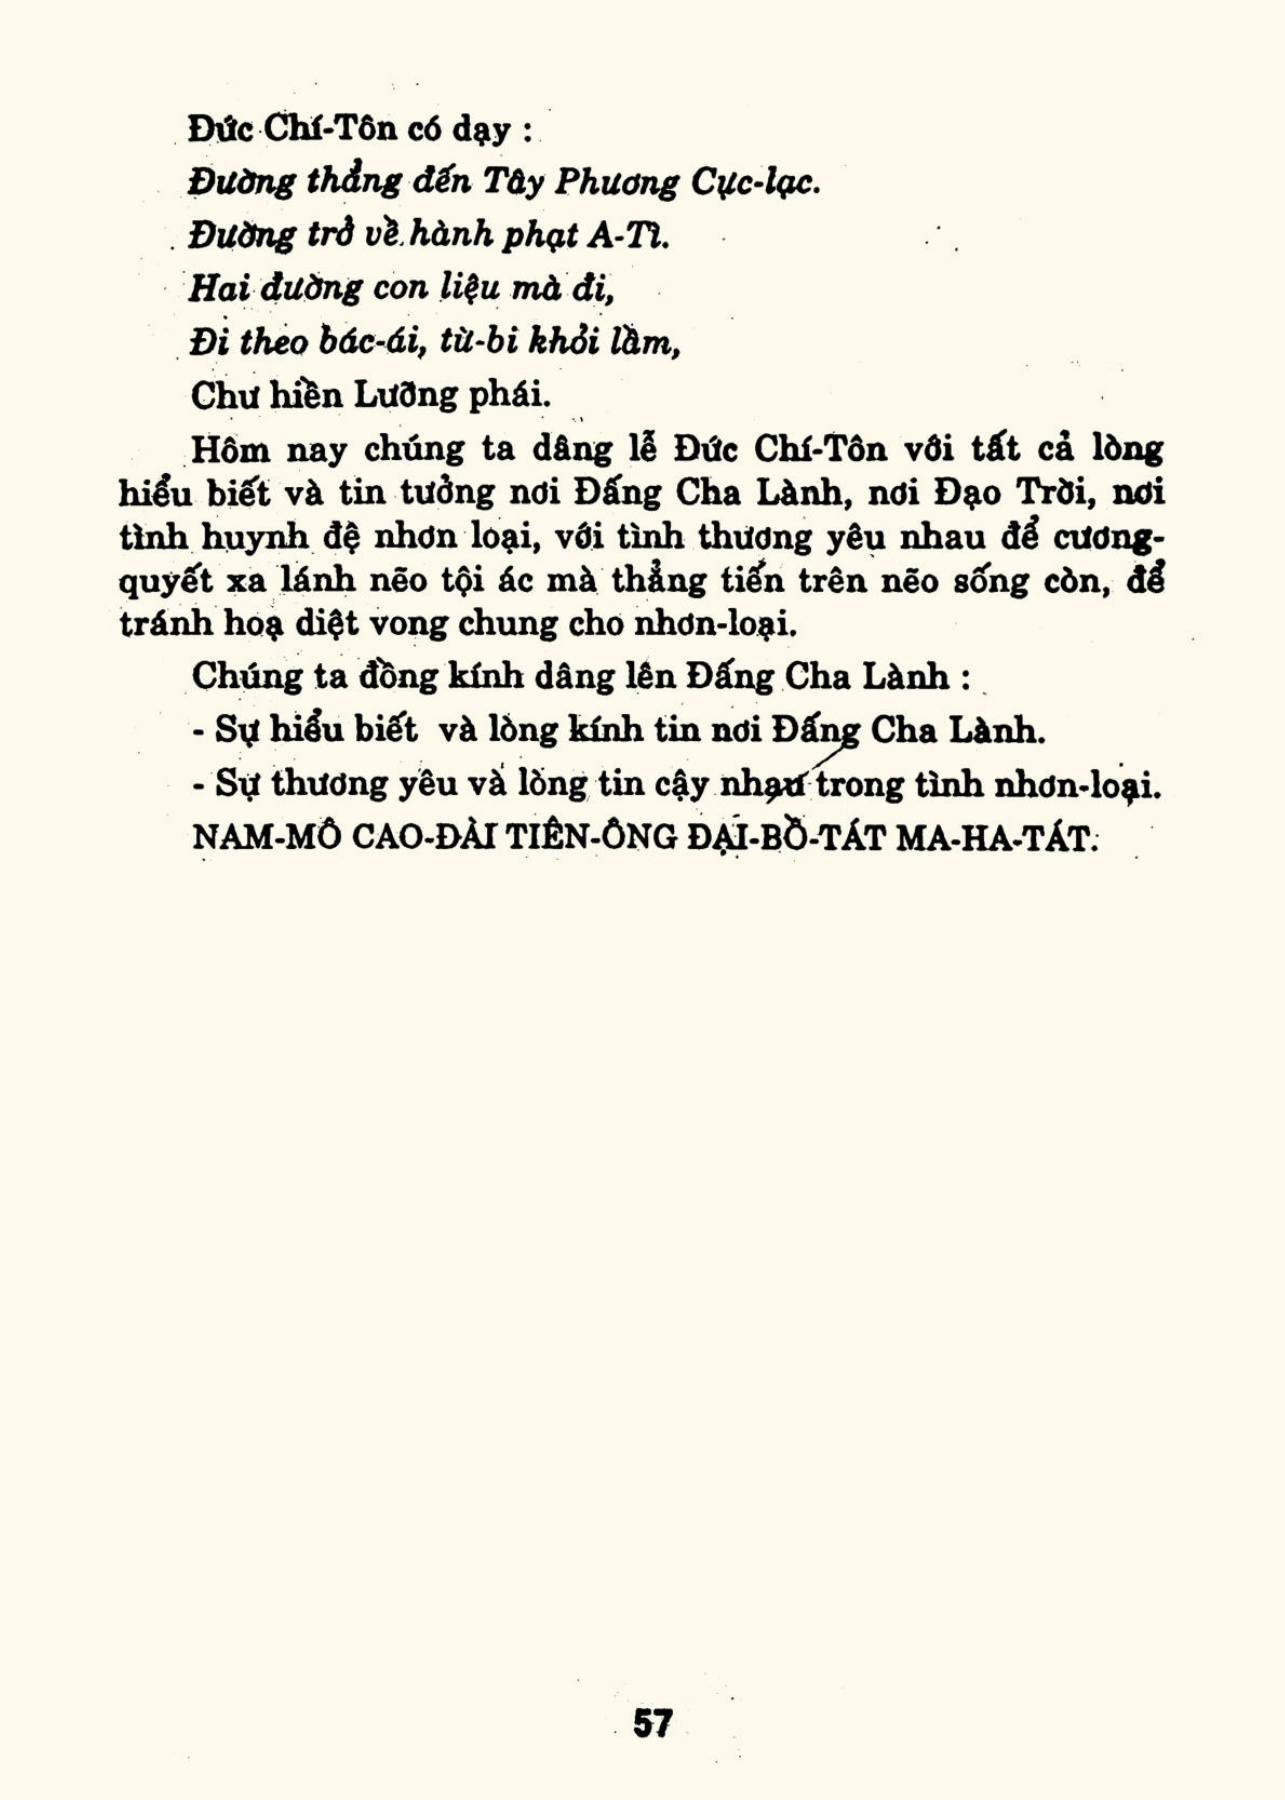 Đức Chí-Tôn có dạy :
Đường thẳng đến Tây Phương Cực-lạc.
Đường trở về hành phạt A-Tì.
Hai đường con liệu mà đi,
Đi theo bác-ái, từ-bi khỏi lầm,
Chư hiền Lưỡng phái.
Hôm nay chúng ta dâng lễ Đức Chí-Tôn với tất cả lòng
hiểu biết và tin tưởng nơi Đấng Cha Lành, nơi Đạo Trời, nơi
tình huynh đệ nhơn loại, với tình thương yêu nhau để cương-
quyết xa lánh nẽo tội ác mà thẳng tiến trên nẽo sống còn, để
tránh hoạ diệt vong chung cho nhơn-loại.
Chúng ta đồng kính dâng lên Đấng Cha Lành :
- Sự hiểu biết và lòng kính tin nơi Đấng Cha Lành.
- Sự thương yêu và lòng tin cậy nhau trong tình nhơn-loại.
NAM-MÔ CAO-ĐÀI TIÊN-ÔNG ĐẠI-BỒ-TÁT MA-HA-TÁT.
57